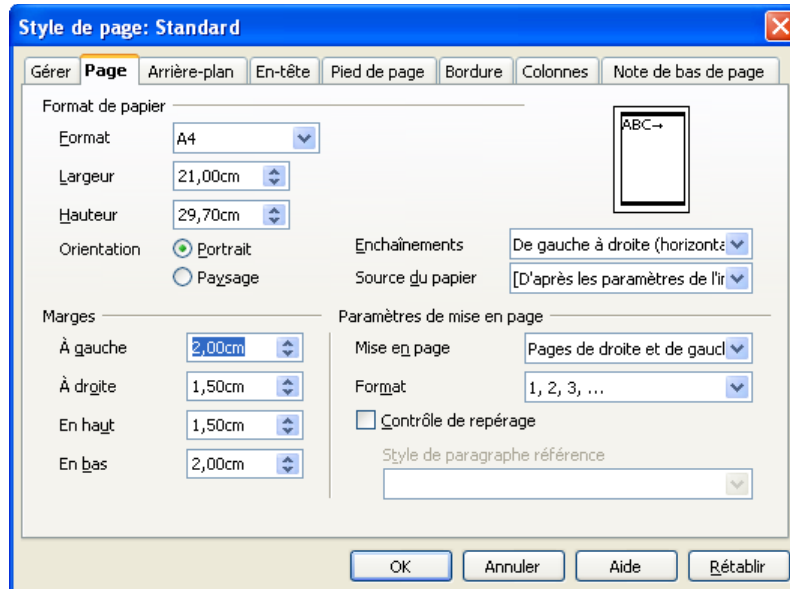 Style de page: Standard
Gérer Page Arrière-plan En-tête Pied de page Bordure Colonnes Note de bas de page
Format de papier
ABC→
Format A4
Largeur 21,00cm
Hauteur 29,70cm
Orientation Portrait
Paysage
Enchaînements De gauche à droite (horizonta
Source du papier [D'après les paramètres de l'i
Marges
À gauche 2,00cm
À droite 1,50cm
En haut 1,50cm
En bas 2,00cm
Paramètres de mise en page
Mise en page Pages de droite et de gaucl
Format 1, 2, 3, ...
Contrôle de repérage
Style de paragraphe référence
OK Annuler Aide Rétablir